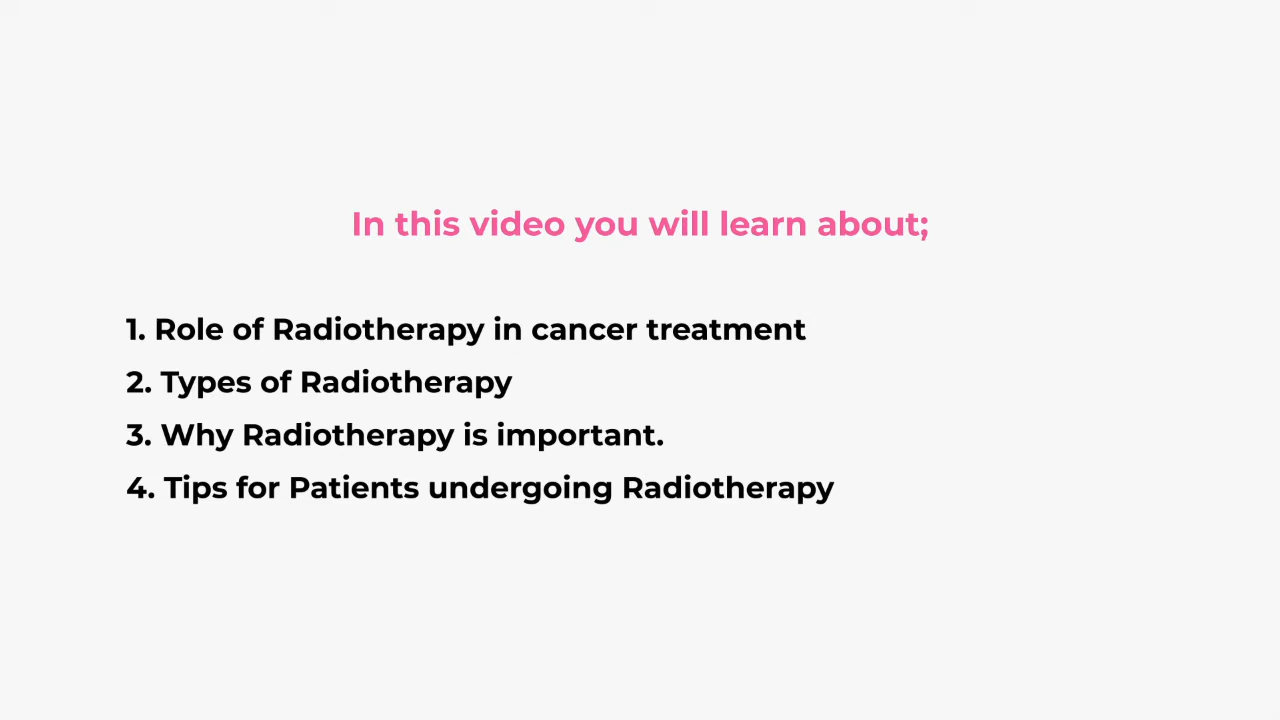 In this video you will learn about;
1. Role of Radiotherapy in cancer treatment
2. Types of Radiotherapy
3. Why Radiotherapy is important.
4. Tips for Patients undergoing Radiotherapy